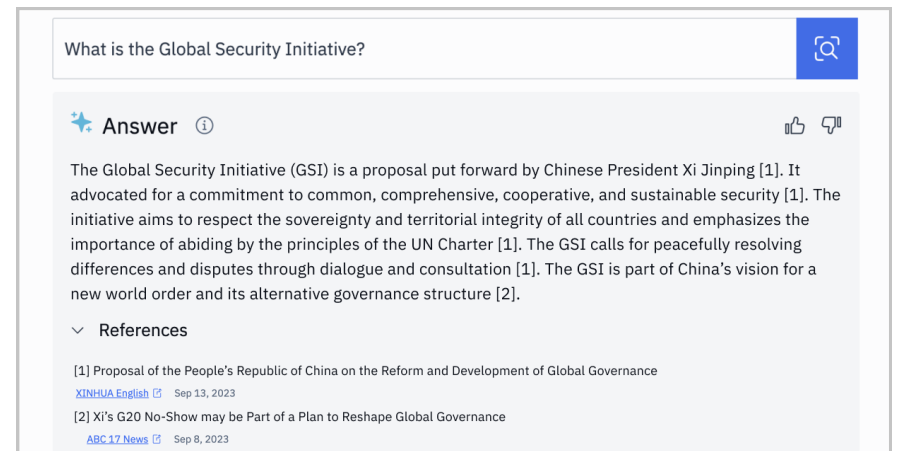 What is the Global Security Initiative?
Answer
The Global Security Initiative (GSI) is a proposal put forward by Chinese President Xi Jinping [1]. It
advocated for a commitment to common, comprehensive, cooperative, and sustainable security [1]. The
initiative aims to respect the sovereignty and territorial integrity of all countries and emphasizes the
importance of abiding by the principles of the UN Charter [1]. The GSI calls for peacefully resolving
differences and disputes through dialogue and consultation [1]. The GSI is part of China’s vision for a
new world order and its alternative governance structure [2].
References
[1] Proposal of the People’s Republic of China on the Reform and Development of Global Governance
XINHUA English Sep 13, 2023
[2] Xi’s G20 No-Show may be Part of a Plan to Reshape Global Governance
ABC 17 News Sep 8, 2023